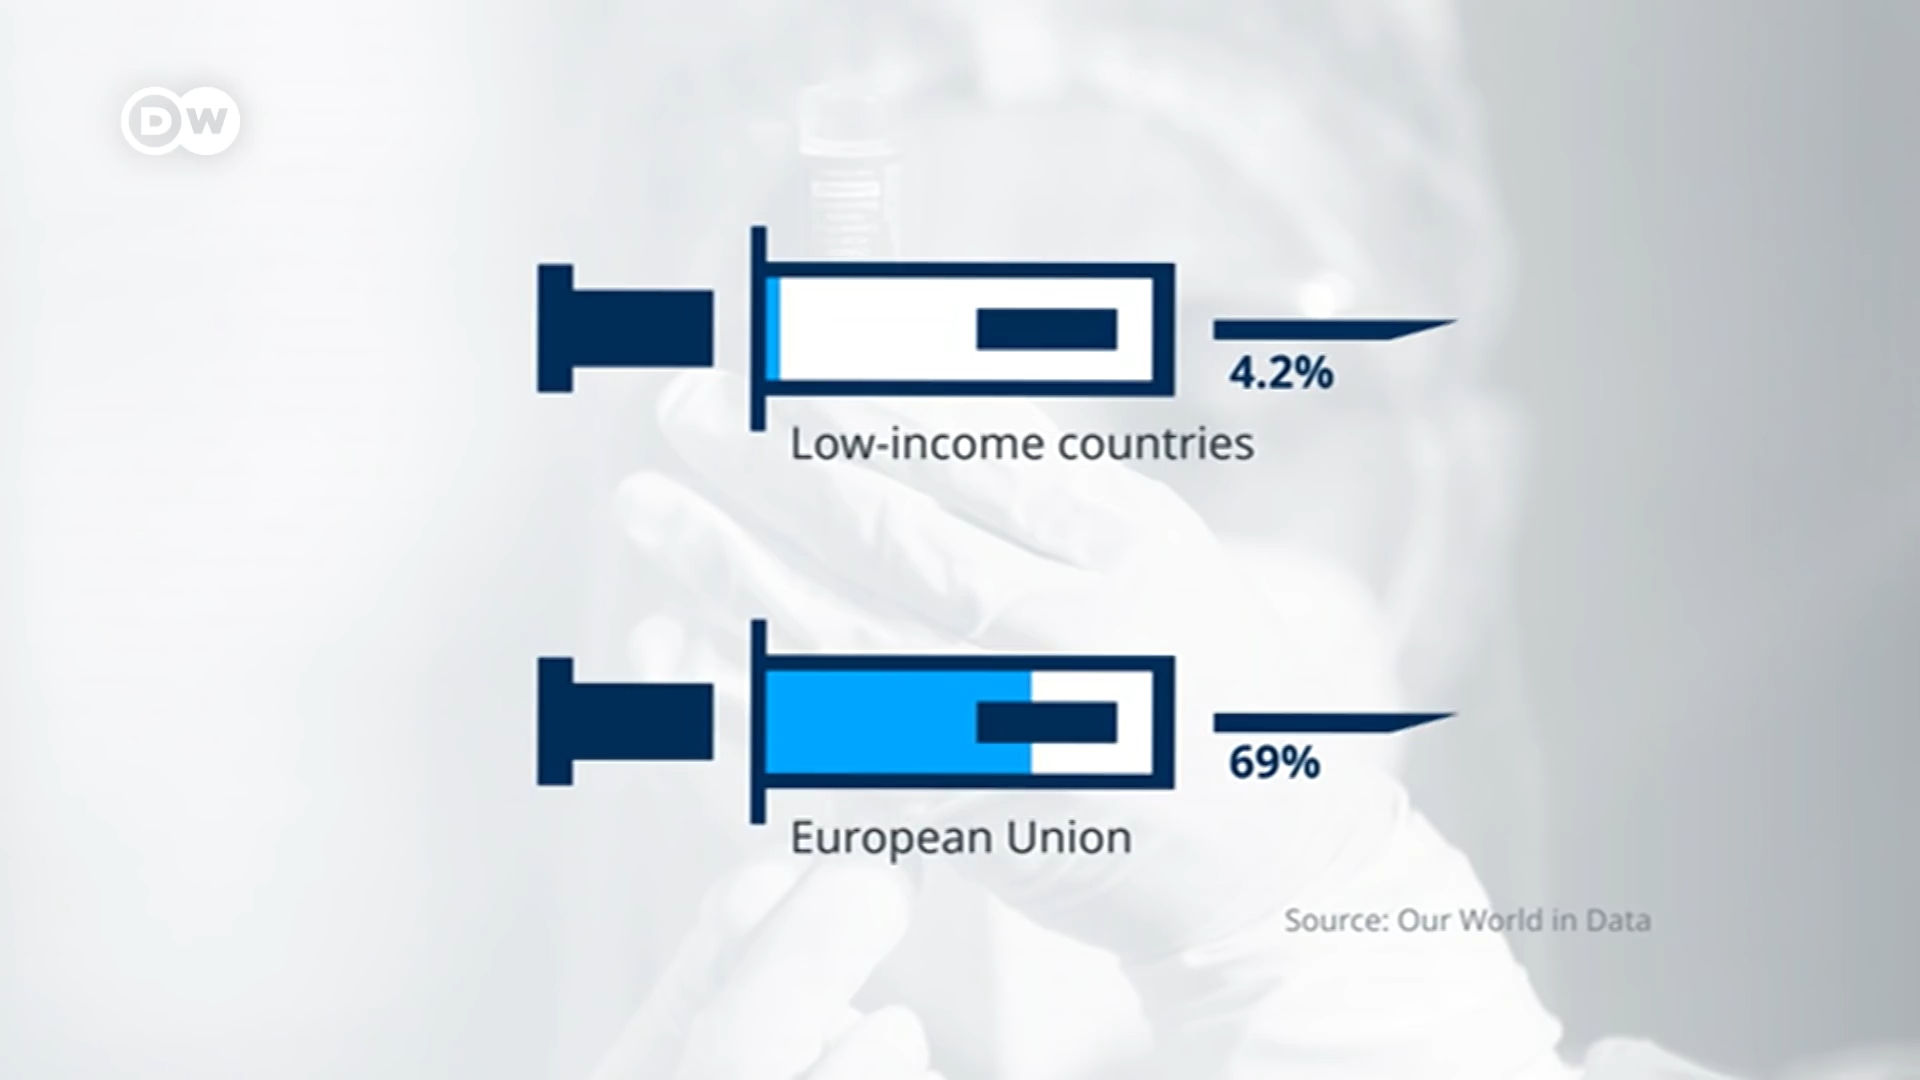 DW
4.2%
Low-income countries
69%
European Union
Source: Our World in Data